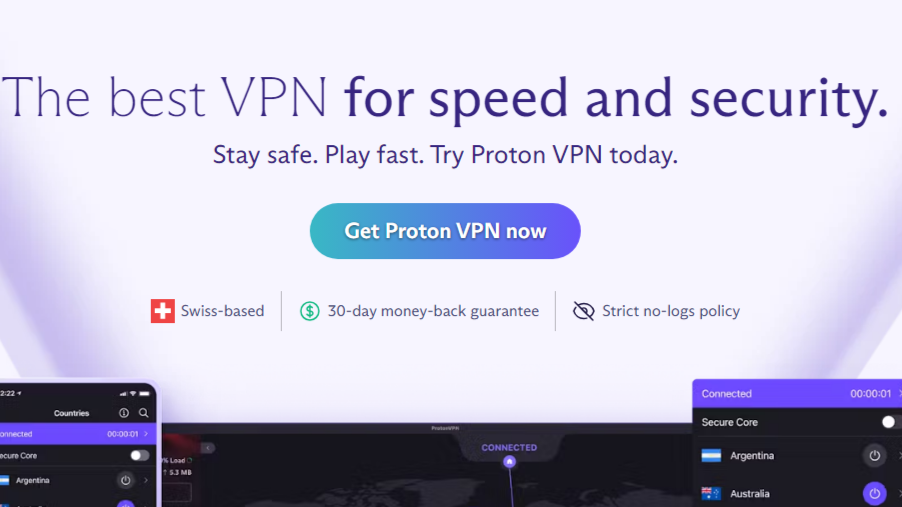 The best VPN for speed and security.
Stay safe. Play fast. Try Proton VPN today.
Get Proton VPN now
Swiss-based
30-day money-back guarantee
Strict no-logs policy
2:22
Countries
onnected 00:00:01
ecure Core
Argentina
% Load
5.3 MB
ProtonVPN
CONNECTED
Connected 00:00:01
Secure Core
Argentina
Australia